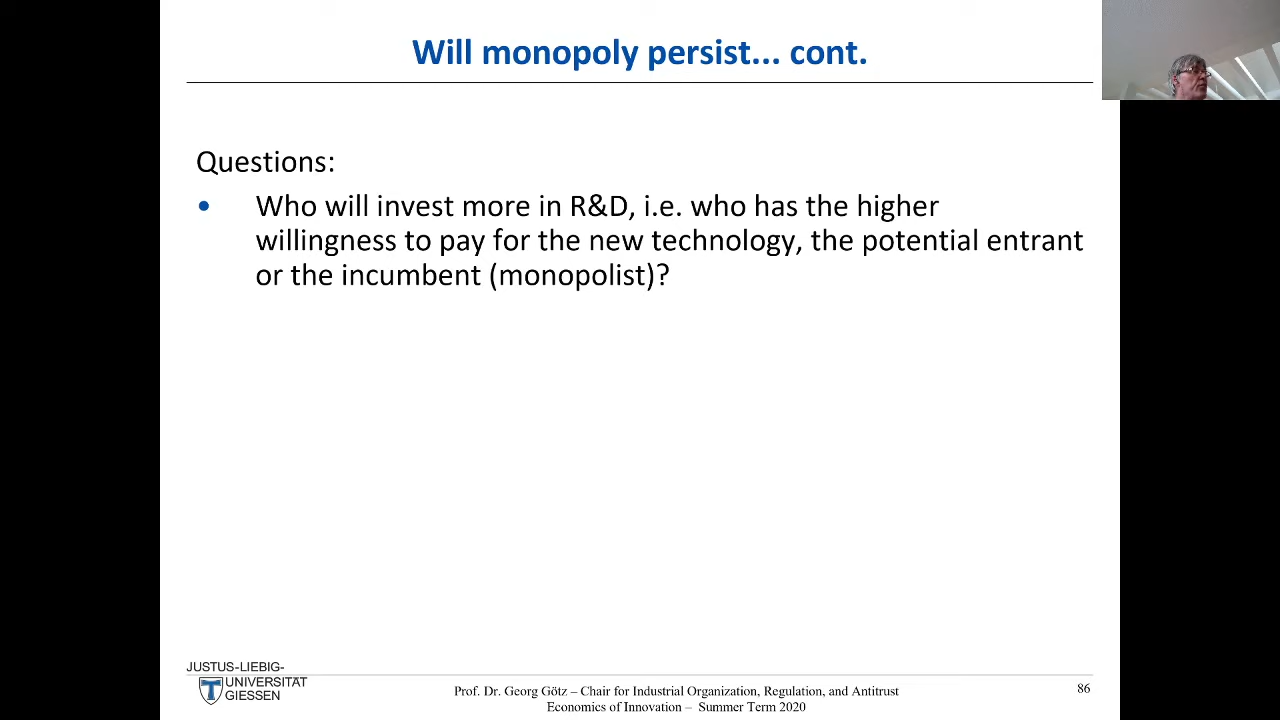 Will monopoly persist... cont.
Questions:
• Who will invest more in R&D, i.e. who has the higher
willingness to pay for the new technology, the potential entrant
or the incumbent (monopolist)?
JUSTUS-LIEBIG-
UNIVERSITÄT
GIESSEN
Prof. Dr. Georg Götz – Chair for Industrial Organization, Regulation, and Antitrust
Economics of Innovation – Summer Term 2020
86